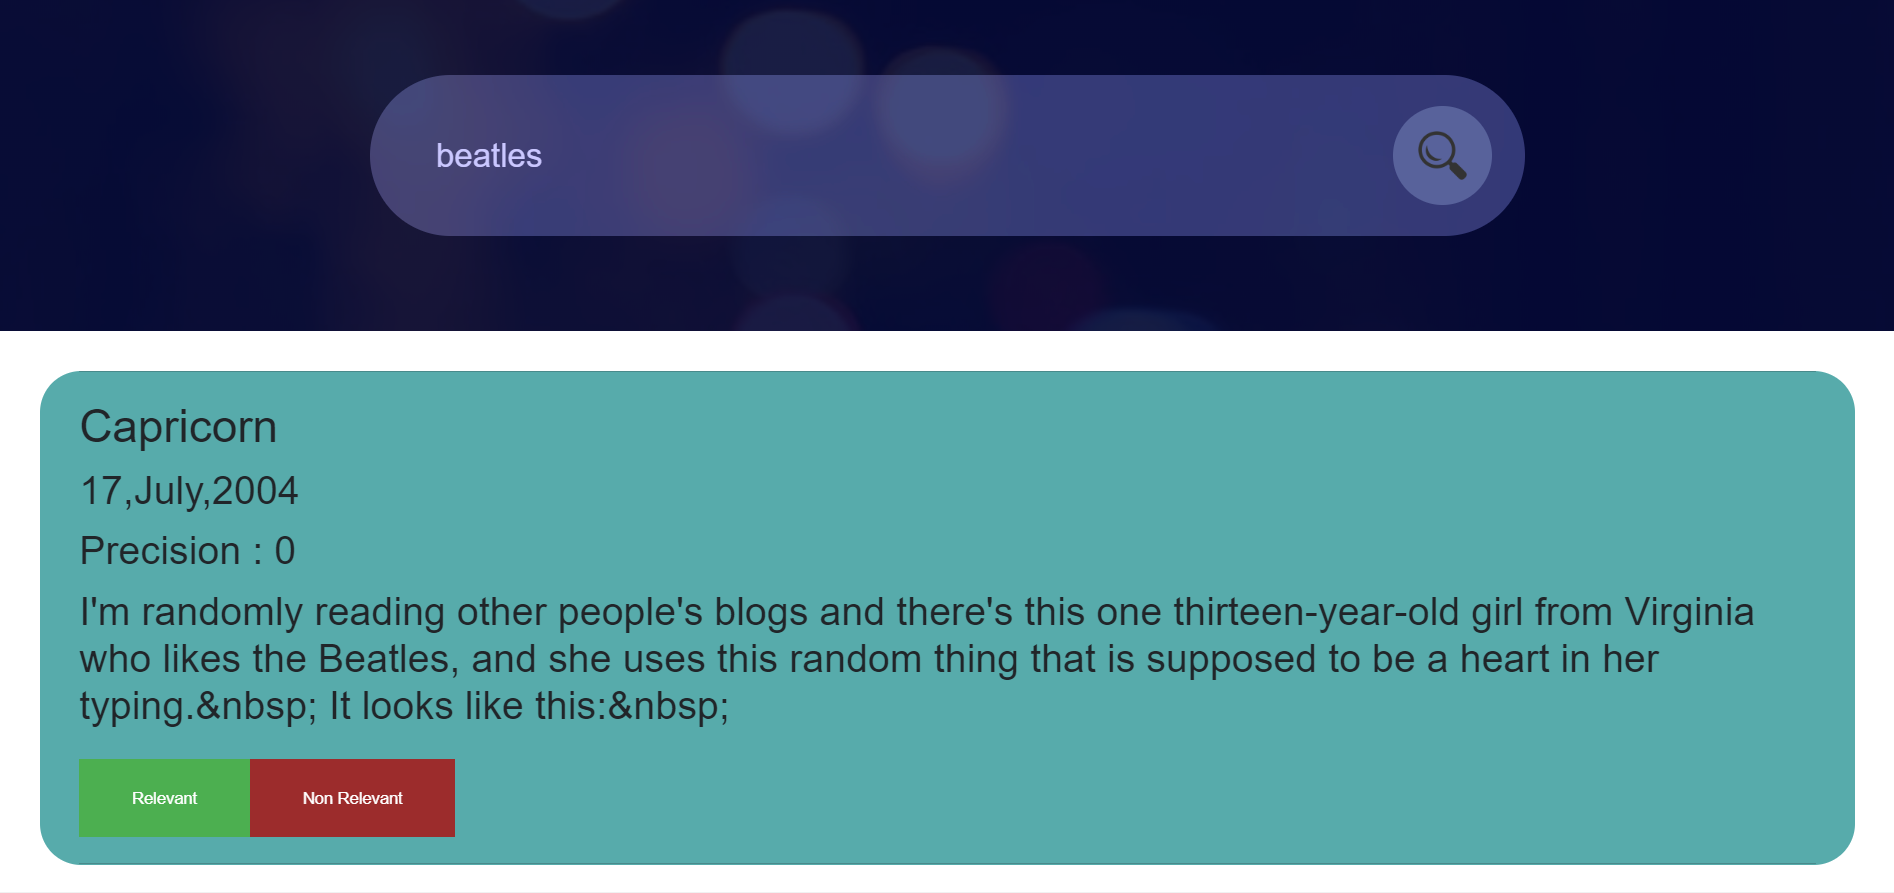 beatles
Capricorn
17,July,2004
Precision : 0
I'm randomly reading other people's blogs and there's this one thirteen-year-old girl from Virginia
who likes the Beatles, and she uses this random thing that is supposed to be a heart in her
typing.&nbsp; It looks like this:&nbsp;
Relevant
Non Relevant